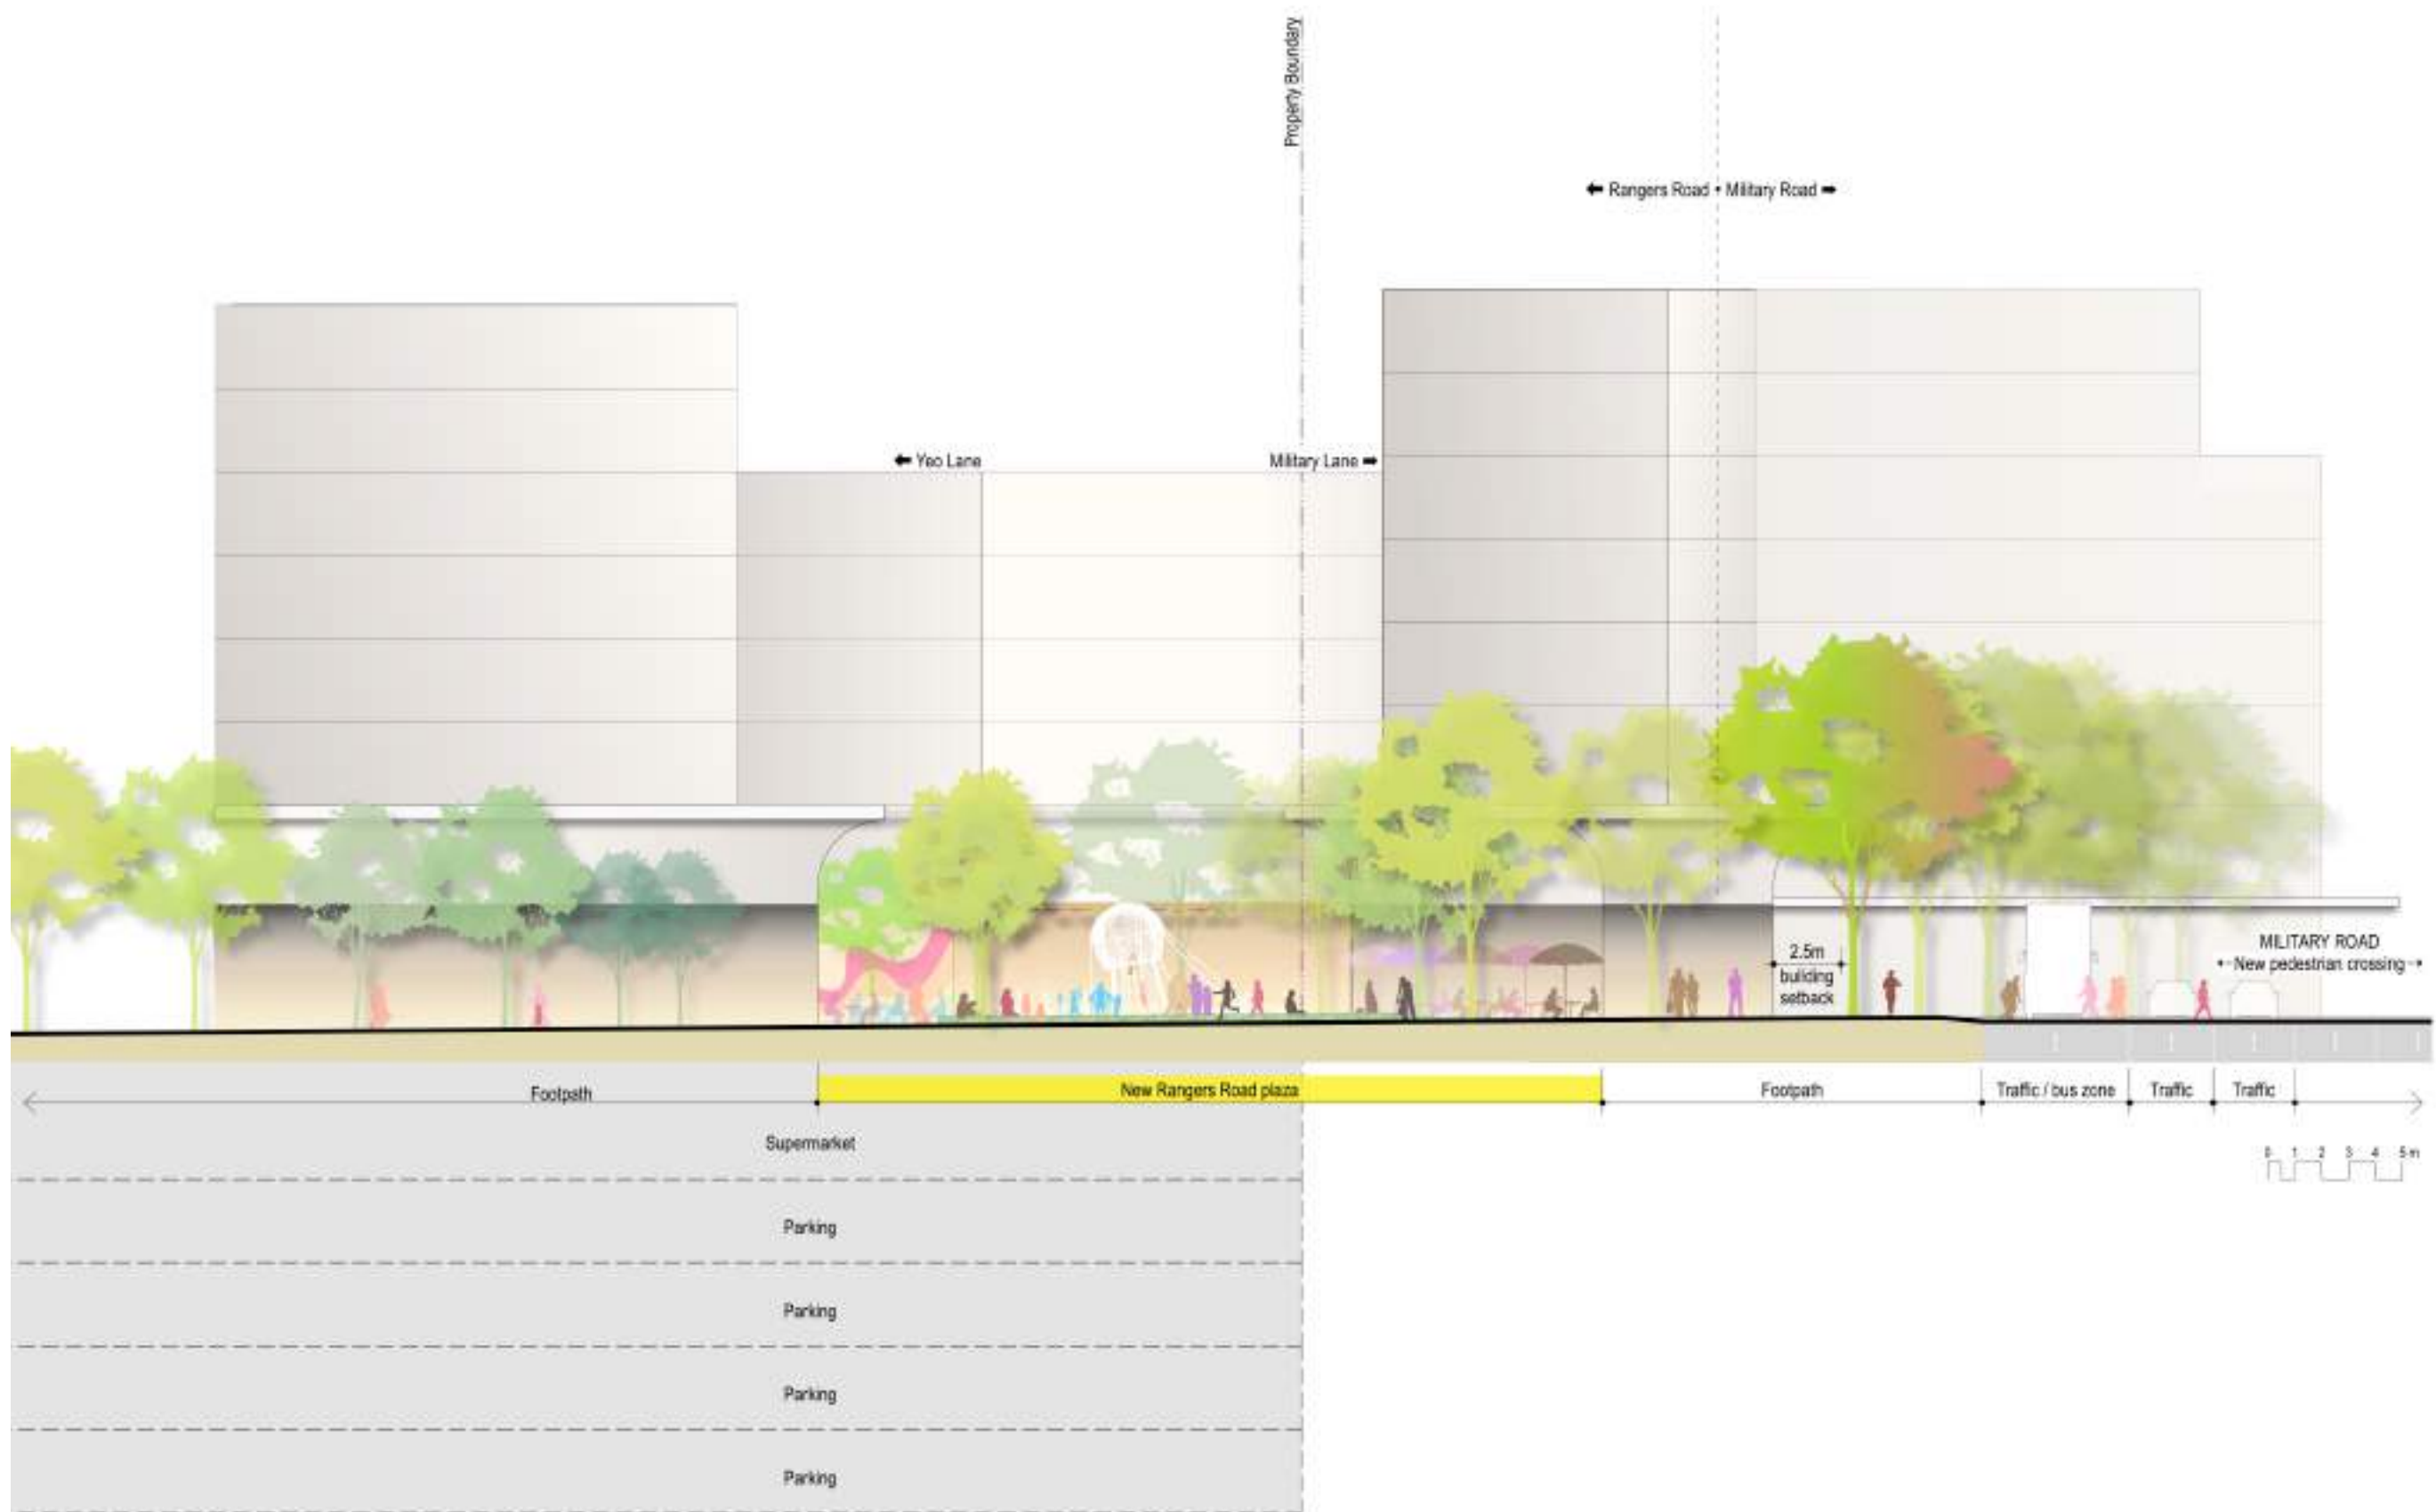 Property Boundary
Rangers Road • Military Road
Yeo Lane
Military Lane
2.5m
building
setback
MILITARY ROAD
New pedestrian crossing
Footpath
New Rangers Road plaza
Footpath
Traffic / bus zone
Traffic
Traffic
Supermarket
0 1 2 3 4 5m
Parking
Parking
Parking
Parking